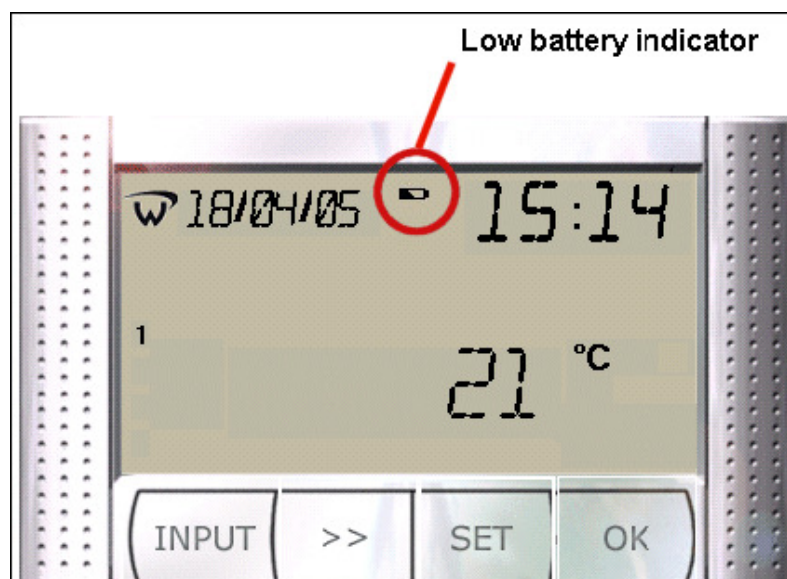 Low battery indicator
W 18/04/05 15:14
1
21 °C
INPUT >> SET OK